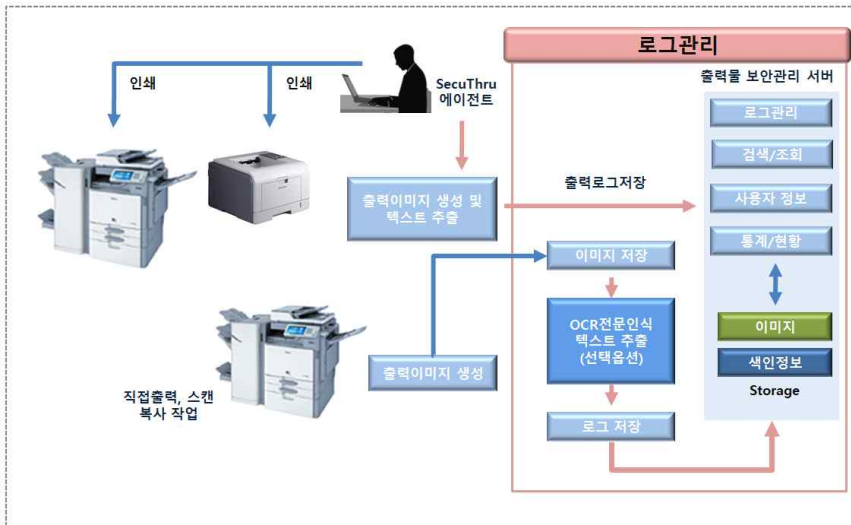 로그관리
인쇄
인쇄
SecuThru
에이전트
출력물 보안관리 서버
로그관리
검색/조회
사용자 정보
통계/현황
출력이미지 생성 및
텍스트 추출
출력로그저장
이미지 저장
OCR전문인식
텍스트 추출
(선택옵션)
로그 저장
이미지
색인정보
Storage
출력이미지 생성
직접출력, 스캔
복사 작업